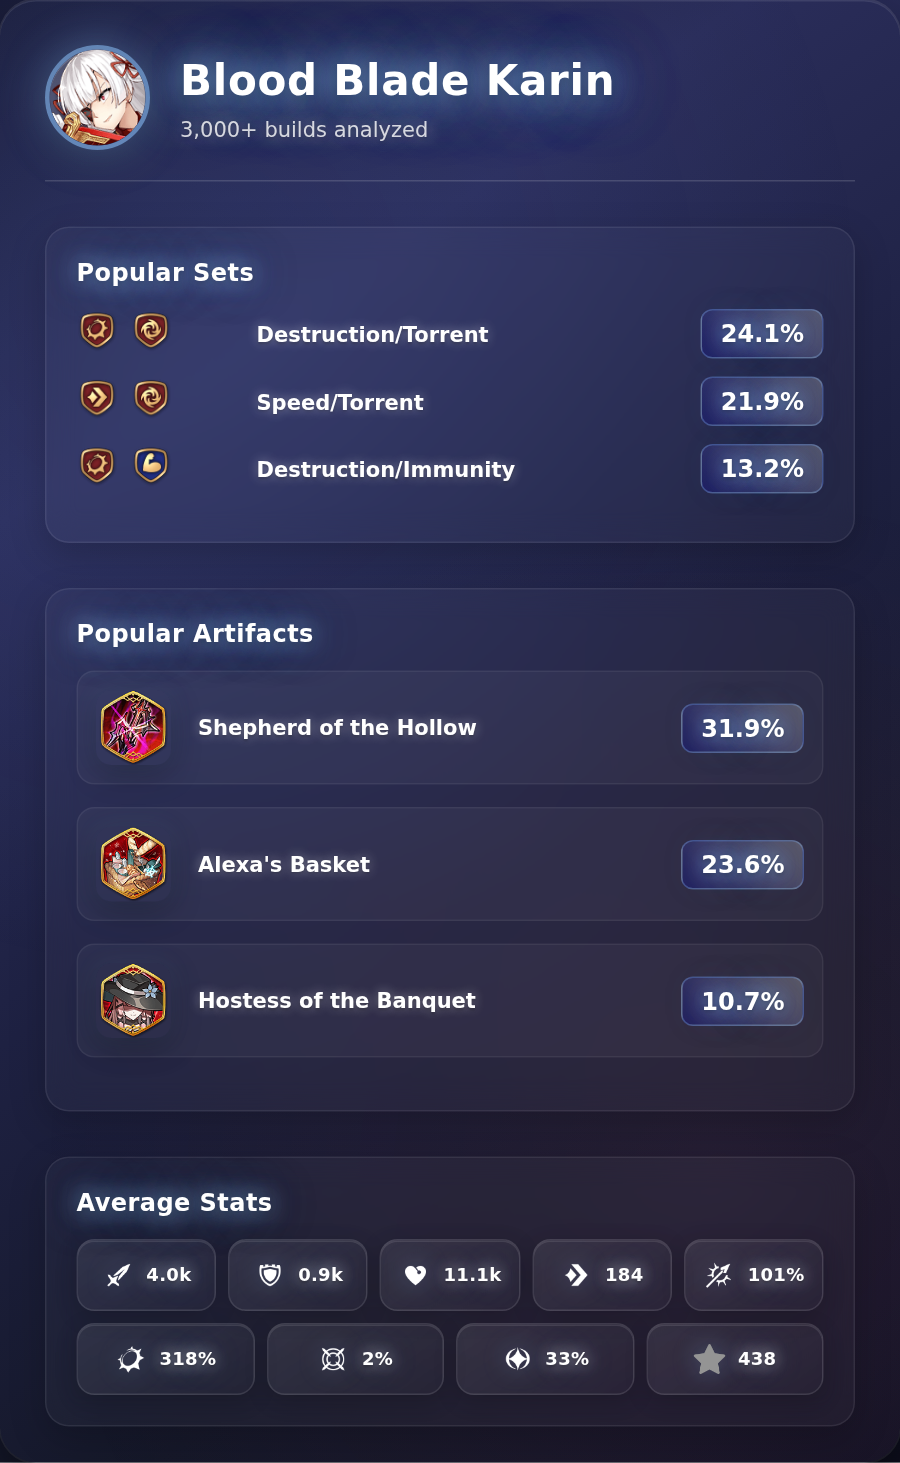 Blood Blade Karin
3,000+ builds analyzed
Popular Sets
Destruction/Torrent 24.1%
Speed/Torrent 21.9%
Destruction/Immunity 13.2%
Popular Artifacts
Shepherd of the Hollow 31.9%
Alexa's Basket 23.6%
Hostess of the Banquet 10.7%
Average Stats
4.0k 0.9k 11.1k 184 101%
318% 2% 33% 438